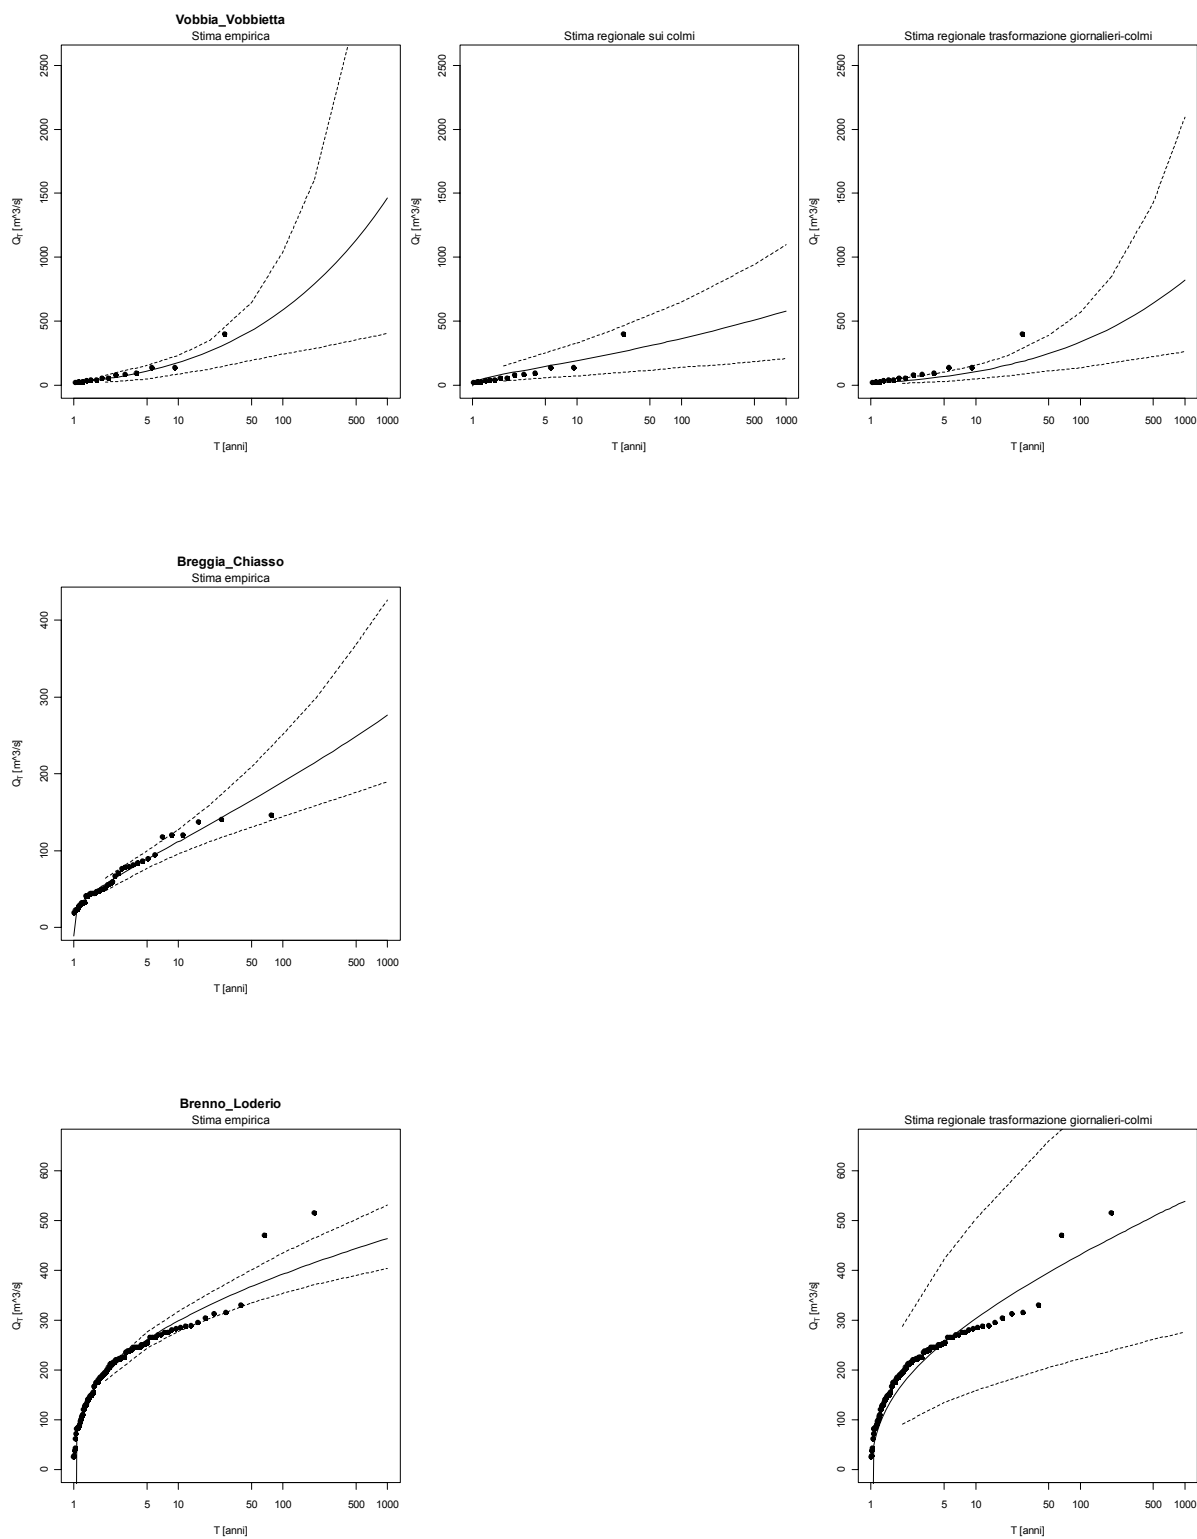 Vobbia_Vobbietta
Stima empirica
Stima regionale sui colmi
Stima regionale trasformazione giornalieri-colmi
Q_T [m^3/s]
0 500 1000 1500 2000 2500
1 5 10 50 100 500 1000
T [anni]
Q_T [m^3/s]
0 500 1000 1500 2000 2500
1 5 10 50 100 500 1000
T [anni]
Q_T [m^3/s]
0 500 1000 1500 2000 2500
1 5 10 50 100 500 1000
T [anni]
Breggia_Chiasso
Stima empirica
Q_T [m^3/s]
0 100 200 300 400
1 5 10 50 100 500 1000
T [anni]
Brenno_Loderio
Stima empirica
Q_T [m^3/s]
0 100 200 300 400 500 600
1 5 10 50 100 500 1000
T [anni]
Stima regionale trasformazione giornalieri-colmi
Q_T [m^3/s]
0 100 200 300 400 500 600
1 5 10 50 100 500 1000
T [anni]